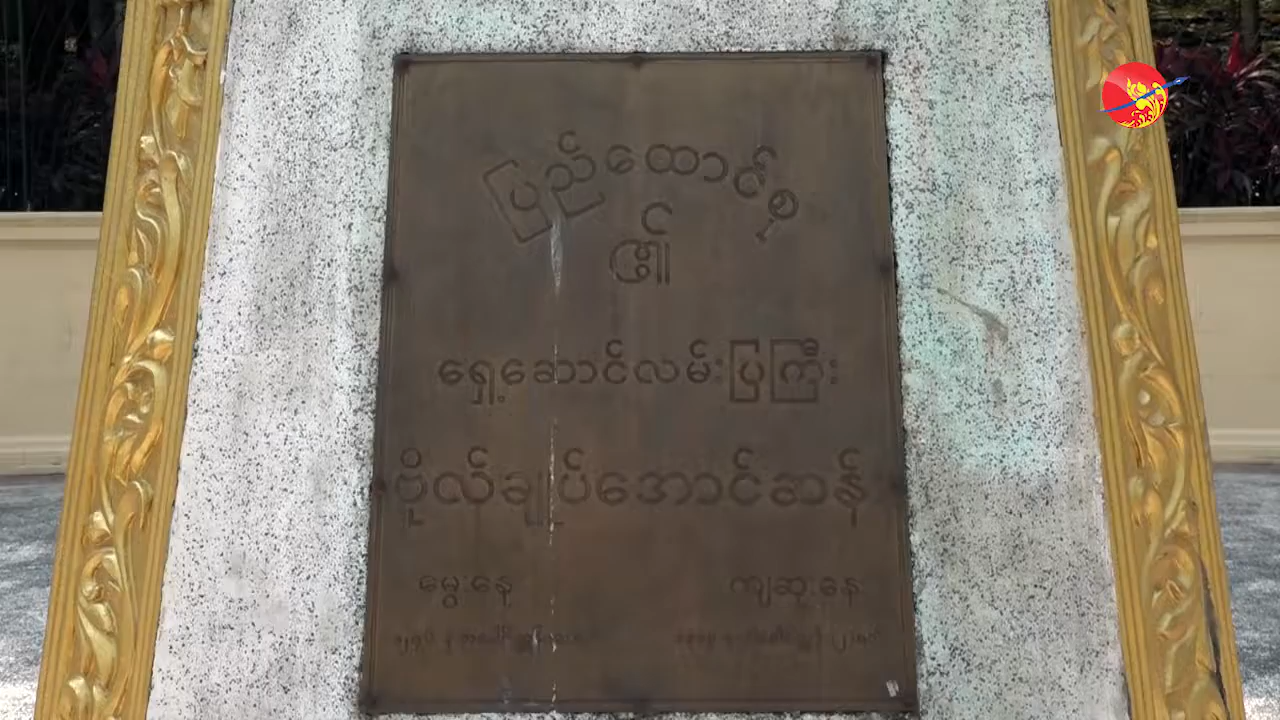 ပြည်ထောင်စု
၏
ရှေ့ဆောင်လမ်းပြကြီး
ဗိုလ်ချုပ်အောင်ဆန်း
မွေးနေ့
ကျဆုံးနေ့